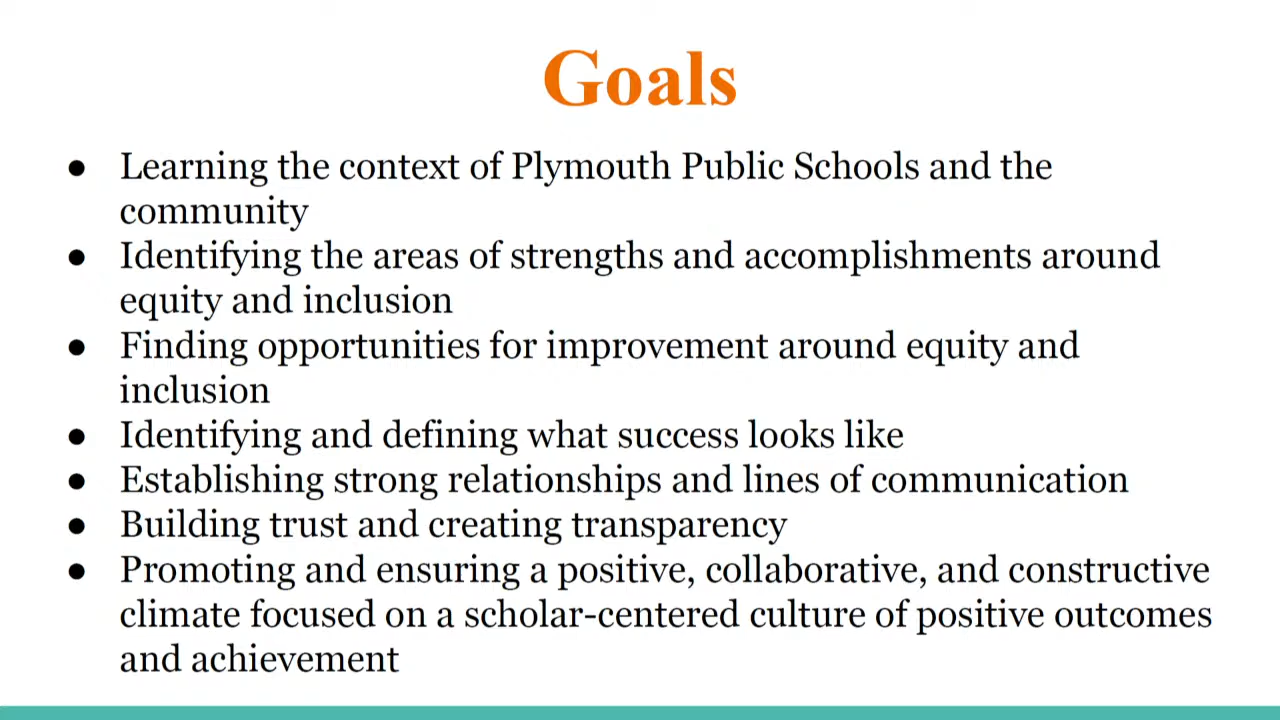 Goals
● Learning the context of Plymouth Public Schools and the
community
● Identifying the areas of strengths and accomplishments around
equity and inclusion
● Finding opportunities for improvement around equity and
inclusion
● Identifying and defining what success looks like
● Establishing strong relationships and lines of communication
● Building trust and creating transparency
● Promoting and ensuring a positive, collaborative, and constructive
climate focused on a scholar-centered culture of positive outcomes
and achievement